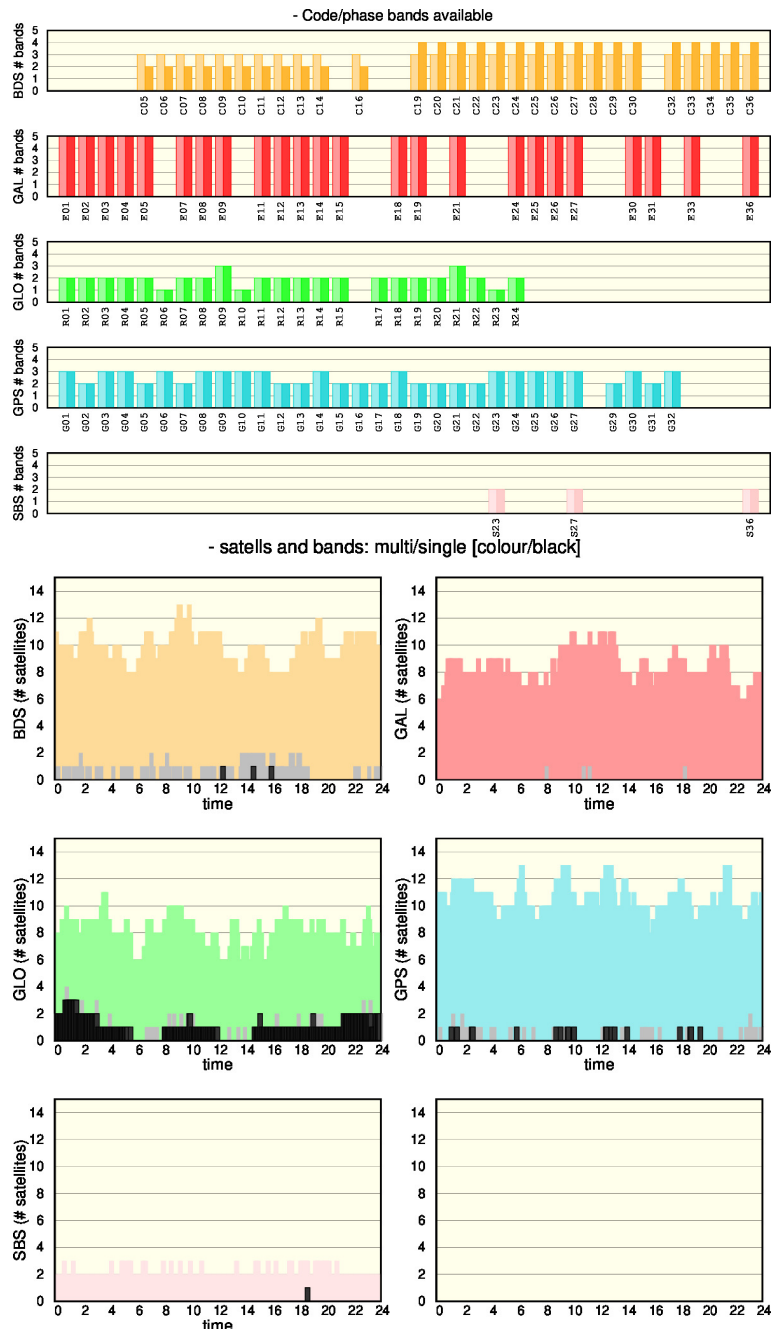 - Code/phase bands available
BDS # bands
5
4
3
2
1
0
C05 C06 C07 C08 C09 C10 C11 C12 C13 C14 C16 C19 C20 C21 C22 C23 C24 C25 C26 C27 C28 C29 C30 C32 C33 C34 C35 C36
GAL # bands
5
4
3
2
1
0
E01 E02 E03 E04 E05 E07 E08 E09 E11 E12 E13 E14 E15 E18 E19 E21 E24 E25 E26 E27 E30 E31 E33 E36
GLO # bands
5
4
3
2
1
0
R01 R02 R03 R04 R05 R06 R07 R08 R09 R10 R11 R12 R13 R14 R15 R17 R18 R19 R20 R21 R22 R23 R24
GPS # bands
5
4
3
2
1
0
G01 G02 G03 G04 G05 G06 G07 G08 G09 G10 G11 G12 G13 G14 G15 G16 G17 G18 G19 G20 G21 G22 G23 G24 G25 G26 G27 G29 G30 G31 G32
SBS # bands
5
4
3
2
1
0
S23 S27 S36
- satells and bands: multi/single [colour/black]
BDS (# satellites)
14
12
10
8
6
4
2
0
0 2 4 6 8 10 12 14 16 18 20 22 24
time
GAL (# satellites)
14
12
10
8
6
4
2
0
0 2 4 6 8 10 12 14 16 18 20 22 24
time
GLO (# satellites)
14
12
10
8
6
4
2
0
0 2 4 6 8 10 12 14 16 18 20 22 24
time
GPS (# satellites)
14
12
10
8
6
4
2
0
0 2 4 6 8 10 12 14 16 18 20 22 24
time
SBS (# satellites)
14
12
10
8
6
4
2
0
0 2 4 6 8 10 12 14 16 18 20 22 24
time
14
12
10
8
6
4
2
0
0 2 4 6 8 10 12 14 16 18 20 22 24